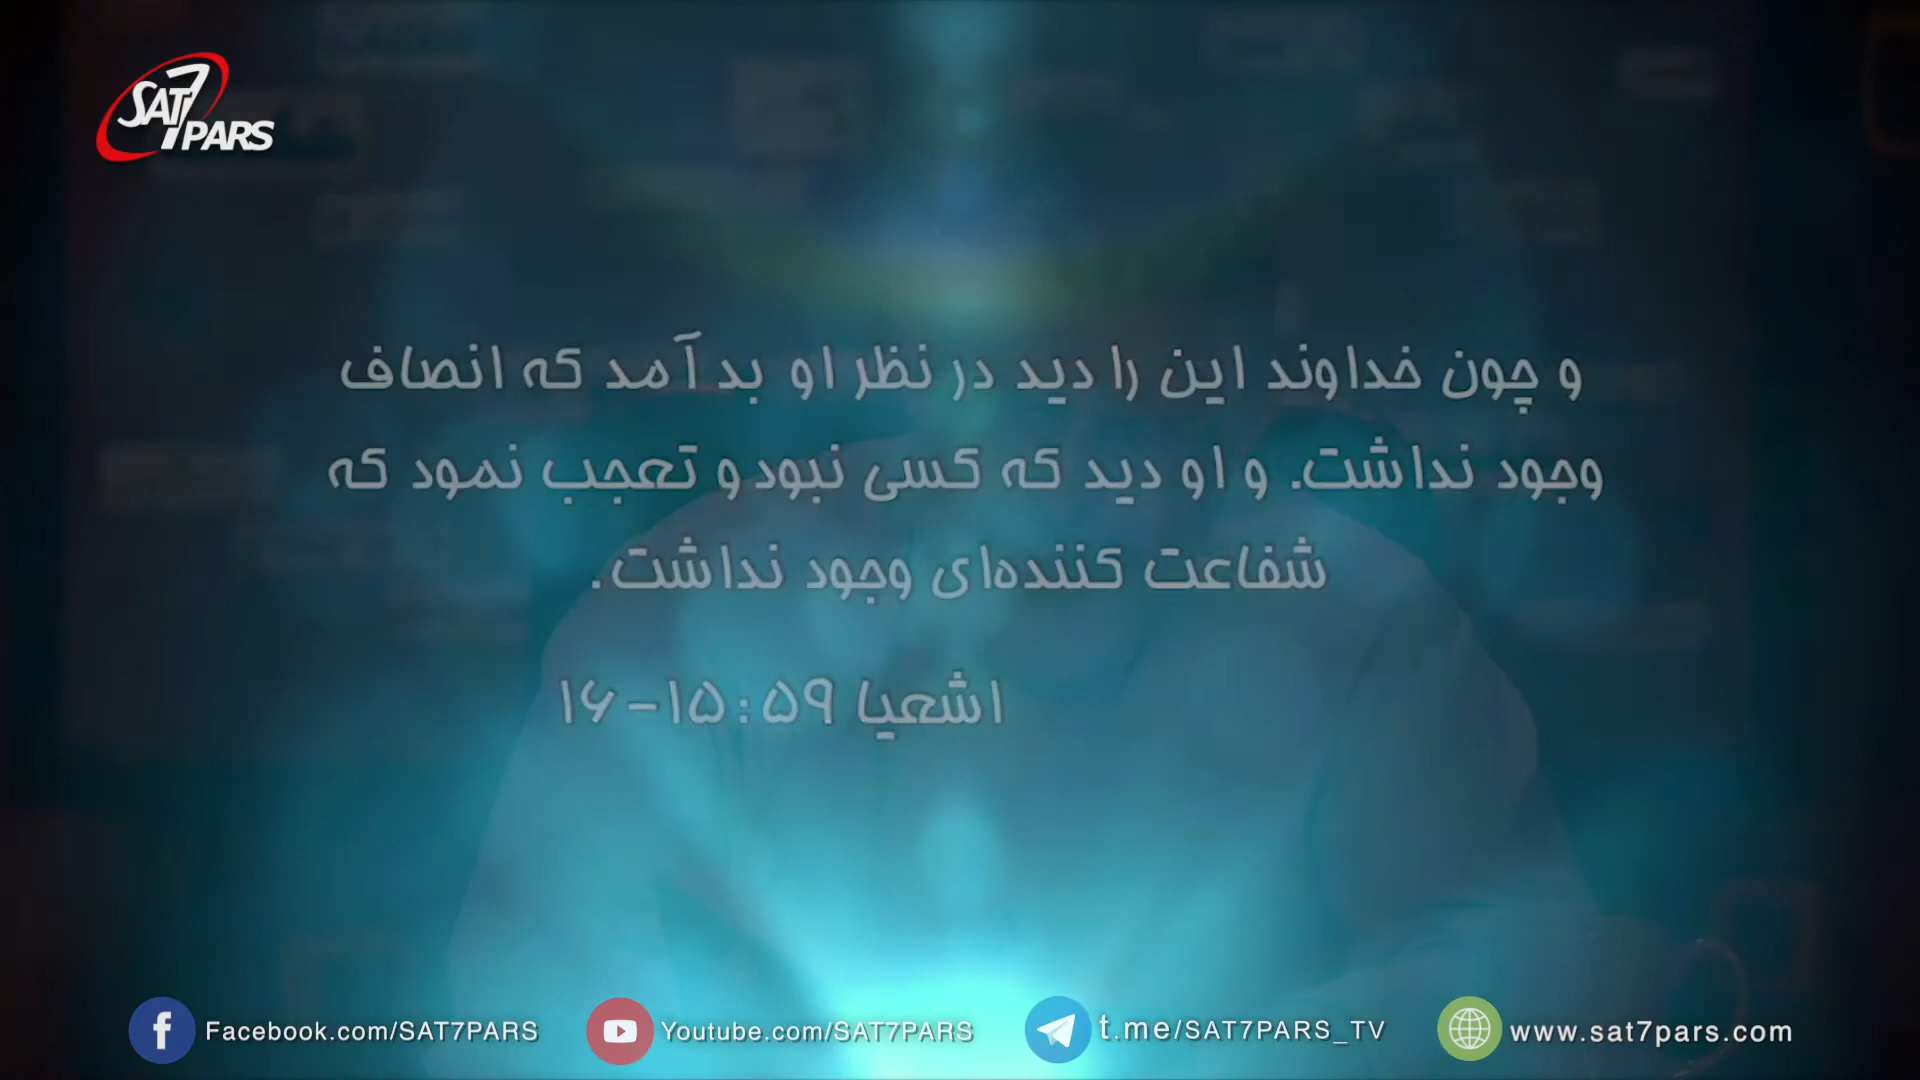 SAT7
PARS
و چون خداوند این را دید در نظر او بد آمد که انصاف
وجود نداشت. و او دید که کسی نبود و تعجب نمود که
شفاعت کننده‌ای وجود نداشت.
اشعیا ۵۹:۱۵-۱۶
Facebook.com/SAT7PARS
Youtube.com/SAT7PARS
t.me/SAT7PARS_TV
www.sat7pars.com